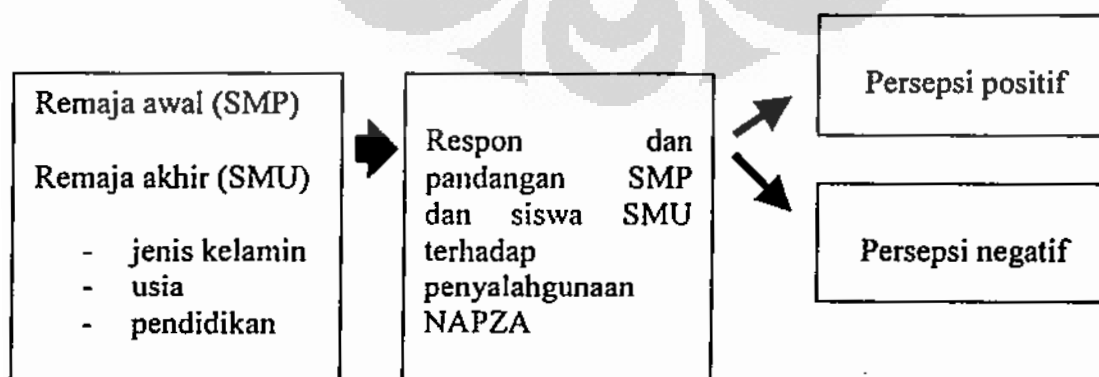 Remaja awal (SMP)
Remaja akhir (SMU)
- jenis kelamin
- usia
- pendidikan
Respon dan
pandangan SMP
dan siswa SMU
terhadap
penyalahgunaan
NAPZA
Persepsi positif
Persepsi negatif